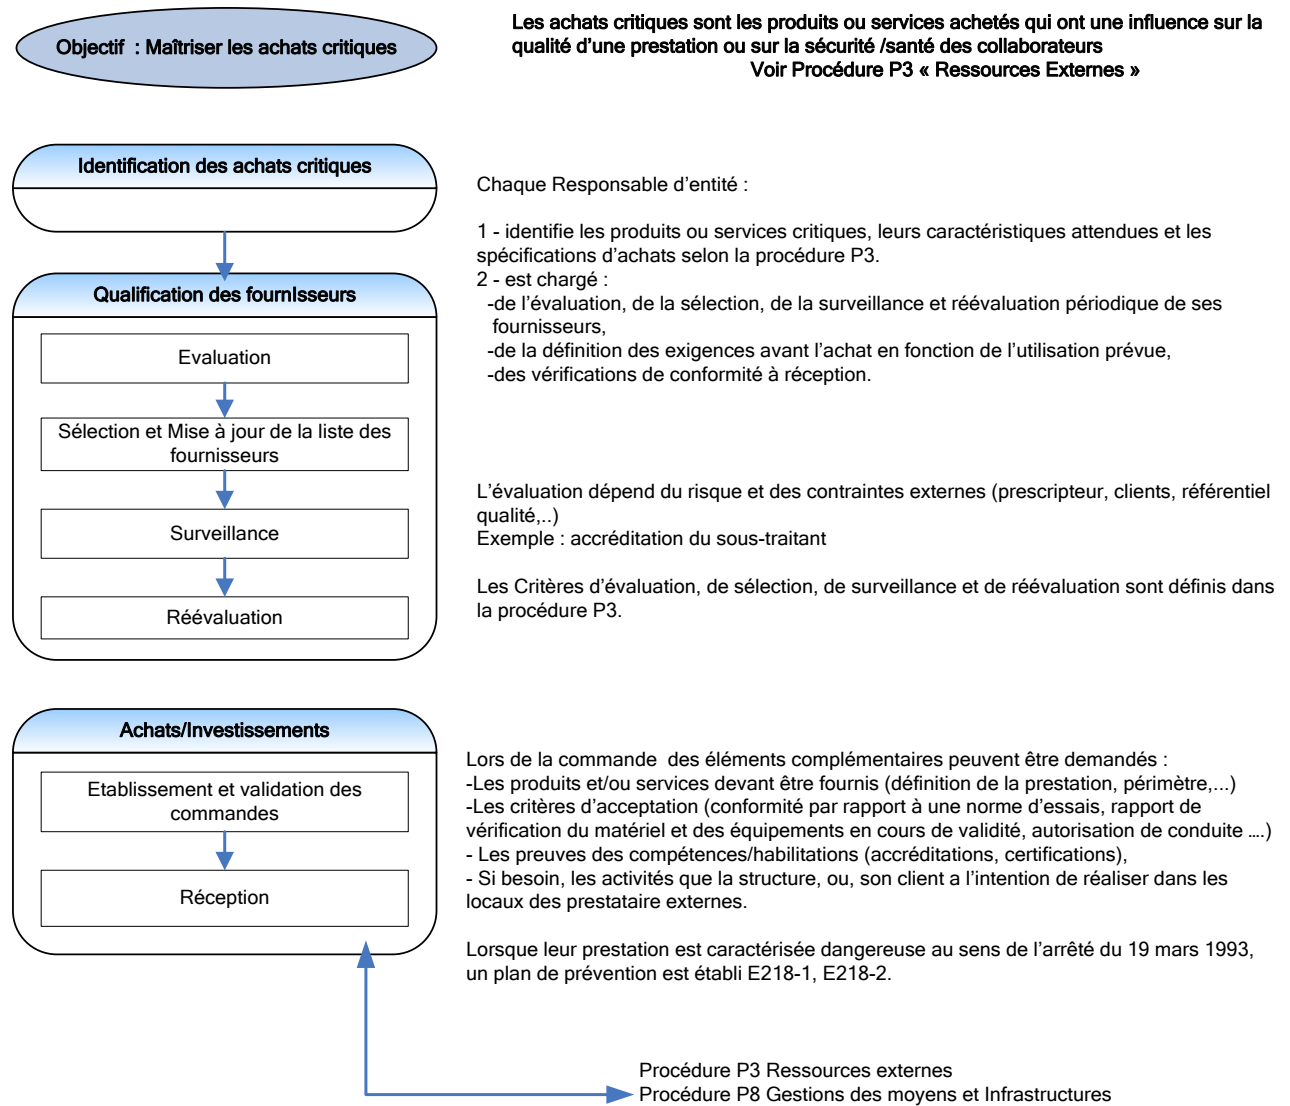 Objectif  : Maîtriser les achats critiques
Les achats critiques sont les produits ou services achetés qui ont une influence sur la
qualité d’une prestation ou sur la sécurité /santé des collaborateurs
Voir Procédure P3 « Ressources Externes »
Identification des achats critiques
Chaque Responsable d’entité :
1 - identifie les produits ou services critiques, leurs caractéristiques attendues et les
spécifications d’achats selon la procédure P3.
2 - est chargé :
-de l’évaluation, de la sélection, de la surveillance et réévaluation périodique de ses
fournisseurs,
-de la définition des exigences avant l’achat en fonction de l’utilisation prévue,
-des vérifications de conformité à réception.
Qualification des fournIsseurs
Evaluation
Sélection et Mise à jour de la liste des
fournisseurs
Surveillance
Réévaluation
L’évaluation dépend du risque et des contraintes externes (prescripteur, clients, référentiel
qualité,..)
Exemple : accréditation du sous-traitant
Les Critères d’évaluation, de sélection, de surveillance et de réévaluation sont définis dans
la procédure P3.
Achats/Investissements
Etablissement et validation des
commandes
Réception
Lors de la commande  des éléments complémentaires peuvent être demandés :
-Les produits et/ou services devant être fournis (définition de la prestation, périmètre,...)
-Les critères d’acceptation (conformité par rapport à une norme d’essais, rapport de
vérification du matériel et des équipements en cours de validité, autorisation de conduite ….)
- Les preuves des compétences/habilitations (accréditations, certifications),
- Si besoin, les activités que la structure, ou, son client a l’intention de réaliser dans les
locaux des prestataire externes.
Lorsque leur prestation est caractérisée dangereuse au sens de l’arrêté du 19 mars 1993,
un plan de prévention est établi E218-1, E218-2.
Procédure P3 Ressources externes
Procédure P8 Gestions des moyens et Infrastructures